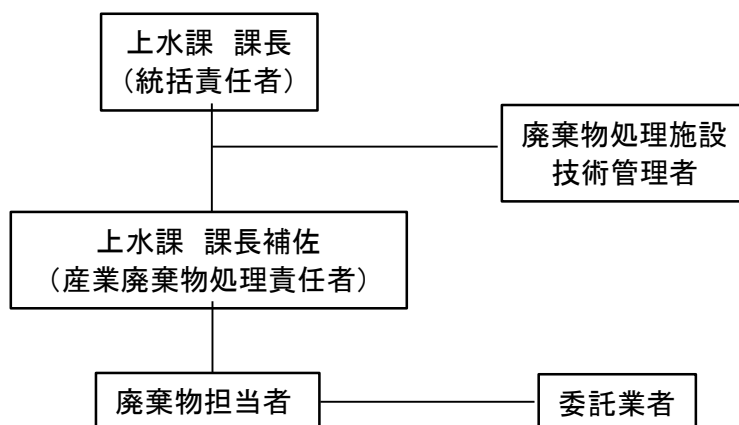 上水課 課長
（統括責任者）
廃棄物処理施設
技術管理者
上水課 課長補佐
（産業廃棄物処理責任者）
廃棄物担当者
委託業者